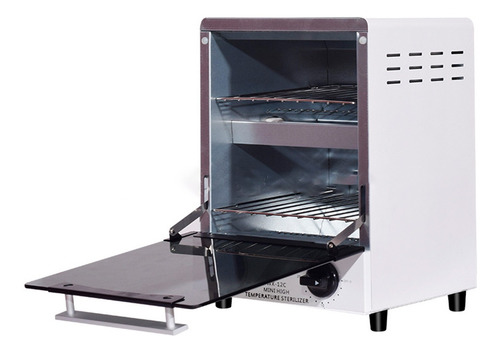 MINI HIGH
TEMPERATURE STERILIZER